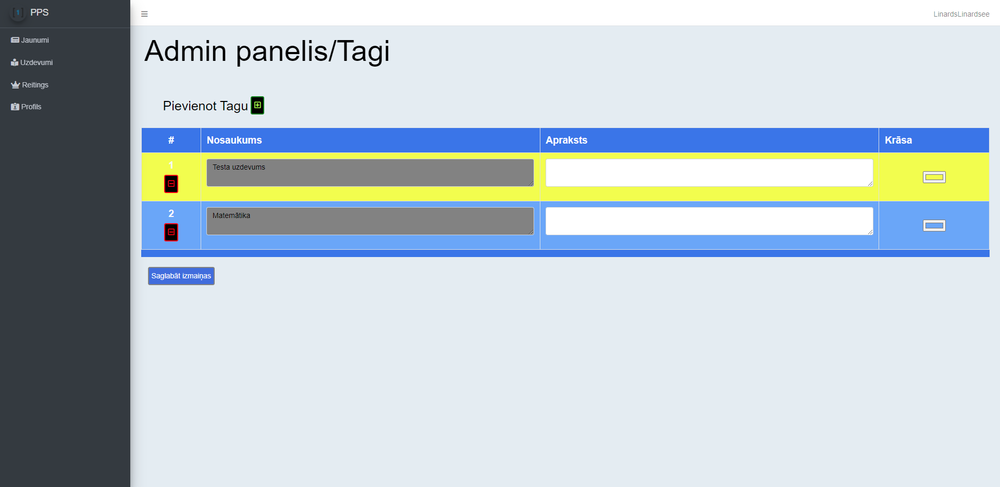 [1] PPS
LinardsLinardsee
Jaunumi
Uzdevumi
Reitings
Profils
Admin panelis/Tagi
Pievienot Tagu
# Nosaukums Apraksts Krāsa
1 Testa uzdevums
2 Matemātika
Saglabāt izmaiņas